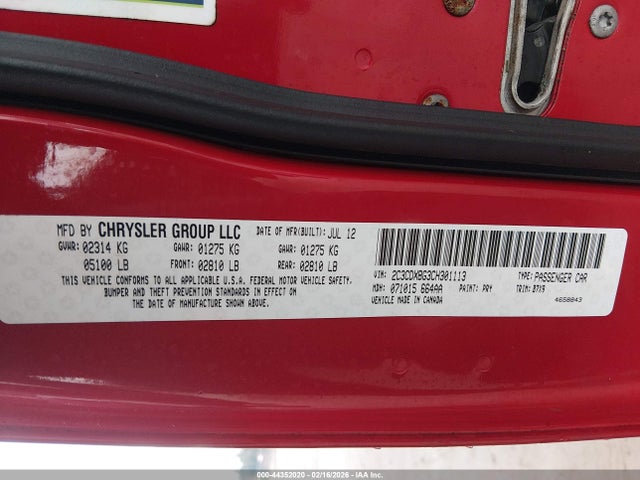 MFD BY CHRYSLER GROUP LLC DATE OF MFR(BUILT): JUL 12
GVWR: 02314 KG GAWR: 01275 KG GAWR: 01275 KG
05100 LB FRONT: 02810 LB REAR: 02810 LB
THIS VEHICLE CONFORMS TO ALL APPLICABLE U.S.A. FEDERAL MOTOR VEHICLE SAFETY,
BUMPER AND THEFT PREVENTION STANDARDS IN EFFECT ON
THE DATE OF MANUFACTURE SHOWN ABOVE.
VIN: 2C3CDXBG3CH301113 TYPE: PASSENGER CAR
MDH: 071015 664AA PAINT: PRY TRIM: B7X9
VEHICLE MADE IN CANADA 4658843
000-44352020 - 02/16/2026 - IAAI, Inc.